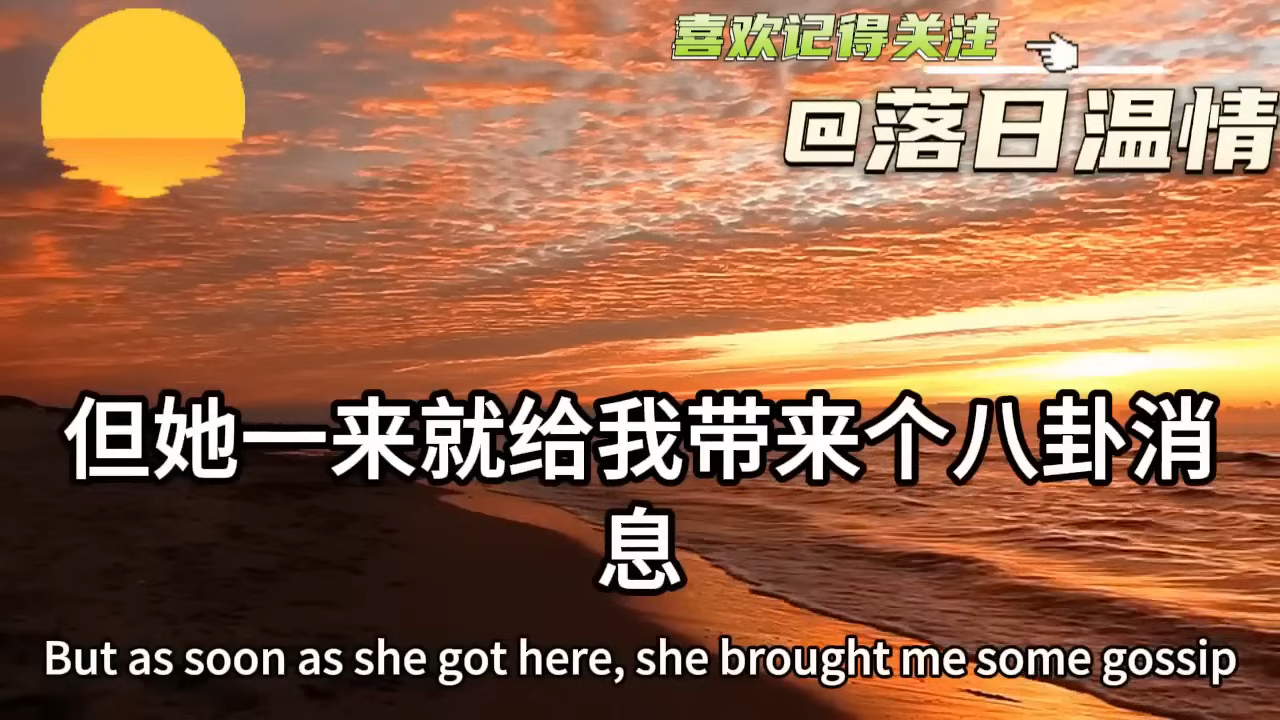 喜欢记得关注
@落日温情
但她一来就给我带来个八卦消
息
But as soon as she got here, she brought me some gossip